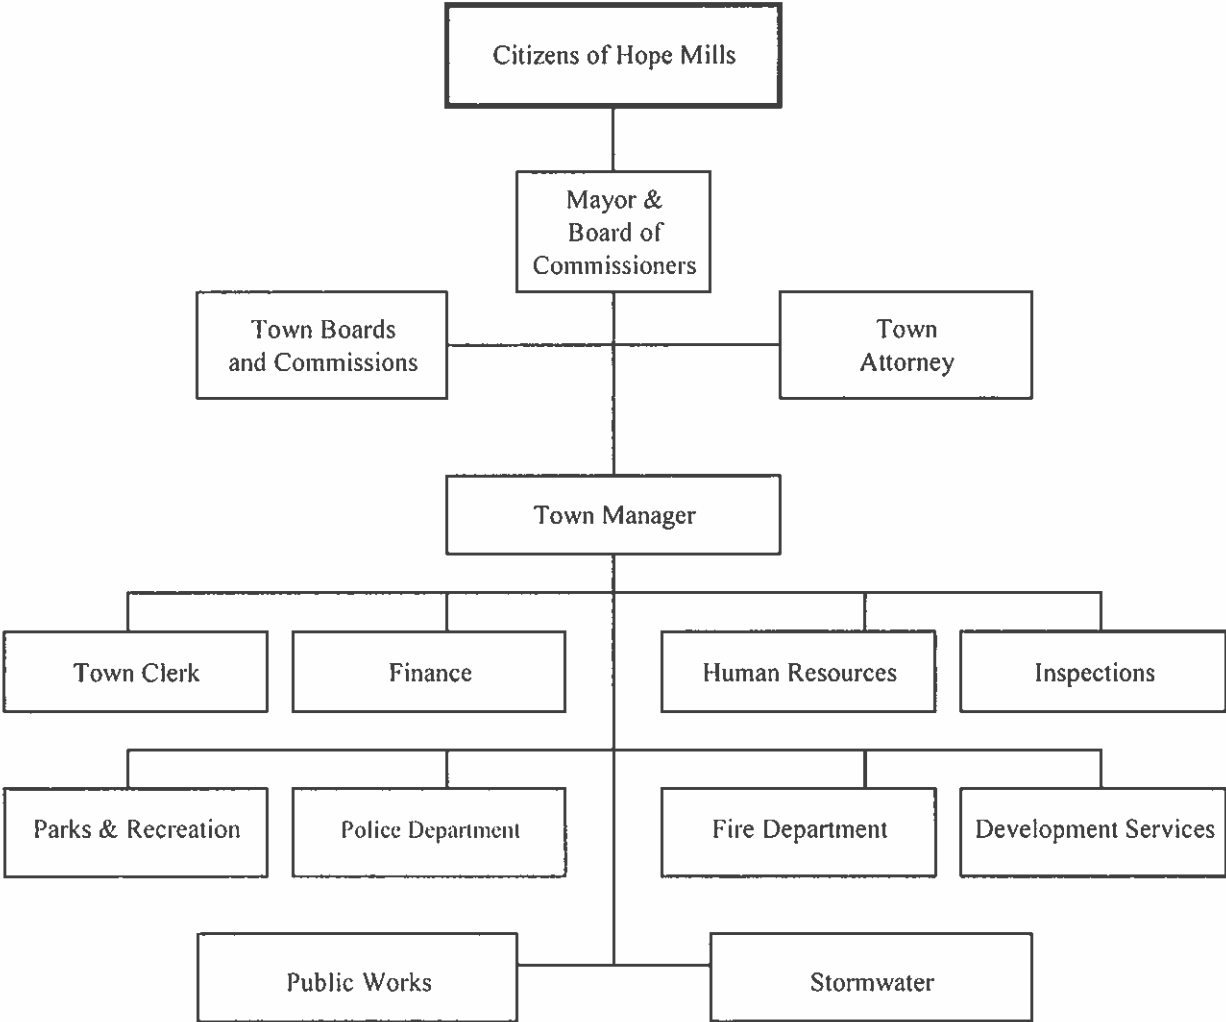 Citizens of Hope Mills
Mayor &
Board of
Commissioners
Town Boards
and Commissions
Town
Attorney
Town Manager
Town Clerk
Finance
Human Resources
Inspections
Parks & Recreation
Police Department
Fire Department
Development Services
Public Works
Stormwater